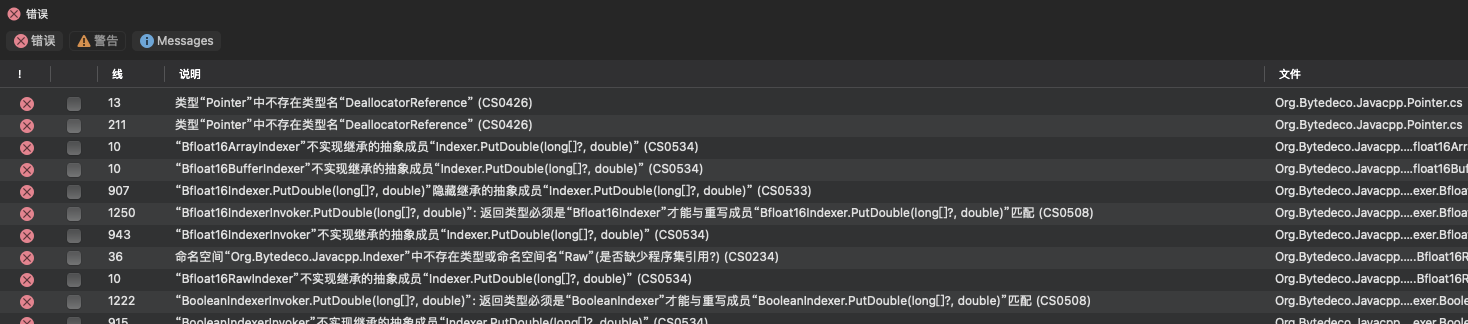 错误
错误 警告 Messages
! 线 说明 文件
13 类型“Pointer”中不存在类型名“DeallocatorReference” (CS0426) Org.Bytedeco.Javacpp.Pointer.cs
211 类型“Pointer”中不存在类型名“DeallocatorReference” (CS0426) Org.Bytedeco.Javacpp.Pointer.cs
10 “Bfloat16ArrayIndexer”不实现继承的抽象成员“Indexer.PutDouble(long[]?, double)” (CS0534) Org.Bytedeco.Javacpp....float16Arra
10 “Bfloat16BufferIndexer”不实现继承的抽象成员“Indexer.PutDouble(long[]?, double)” (CS0534) Org.Bytedeco.Javacpp....float16Buf
907 “Bfloat16Indexer.PutDouble(long[]?, double)”隐藏继承的抽象成员“Indexer.PutDouble(long[]?, double)” (CS0533) Org.Bytedeco.Javacpp....exer.Bfloat
1250 “Bfloat16IndexerInvoker.PutDouble(long[]?, double)”: 返回类型必须是“Bfloat16Indexer”才能与重写成员“Bfloat16Indexer.PutDouble(long[]?, double)”匹配 (CS0508) Org.Bytedeco.Javacpp....exer.Bfloat
943 “Bfloat16IndexerInvoker”不实现继承的抽象成员“Indexer.PutDouble(long[]?, double)” (CS0534) Org.Bytedeco.Javacpp....exer.Bfloat
36 命名空间“Org.Bytedeco.Javacpp.Indexer”中不存在类型或命名空间名“Raw”(是否缺少程序集引用?) (CS0234) Org.Bytedeco.Javacpp.....Bfloat16R
10 “Bfloat16RawIndexer”不实现继承的抽象成员“Indexer.PutDouble(long[]?, double)” (CS0534) Org.Bytedeco.Javacpp.....Bfloat16R
1222 “BooleanIndexerInvoker.PutDouble(long[]?, double)”: 返回类型必须是“BooleanIndexer”才能与重写成员“BooleanIndexer.PutDouble(long[]?, double)”匹配 (CS0508) Org.Bytedeco.Javacpp....exer.Boole
915 “BooleanIndexerInvoker”不实现继承的抽象成员“Indexer.PutDouble(long[]?, double)” (CS0534) Org.Bytedeco.Javacpp....exer.Boole